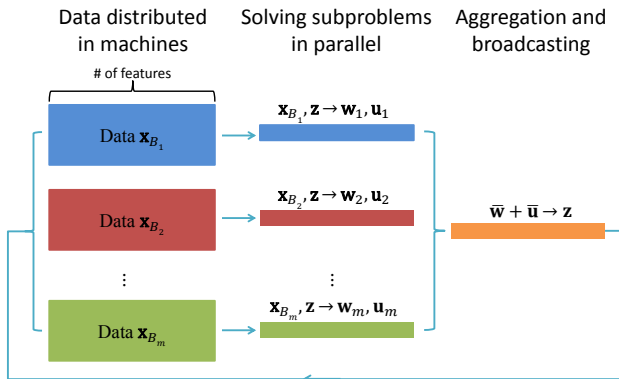 Data distributed
in machines
Solving subproblems
in parallel
Aggregation and
broadcasting
# of features
Data 𝐱_{B_1}
𝐱_{B_1}, 𝐳 → 𝐰_1, 𝐮_1
Data 𝐱_{B_2}
𝐱_{B_2}, 𝐳 → 𝐰_2, 𝐮_2
w̄ + ū → 𝐳
⋮
⋮
Data 𝐱_{B_m}
𝐱_{B_m}, 𝐳 → 𝐰_m, 𝐮_m